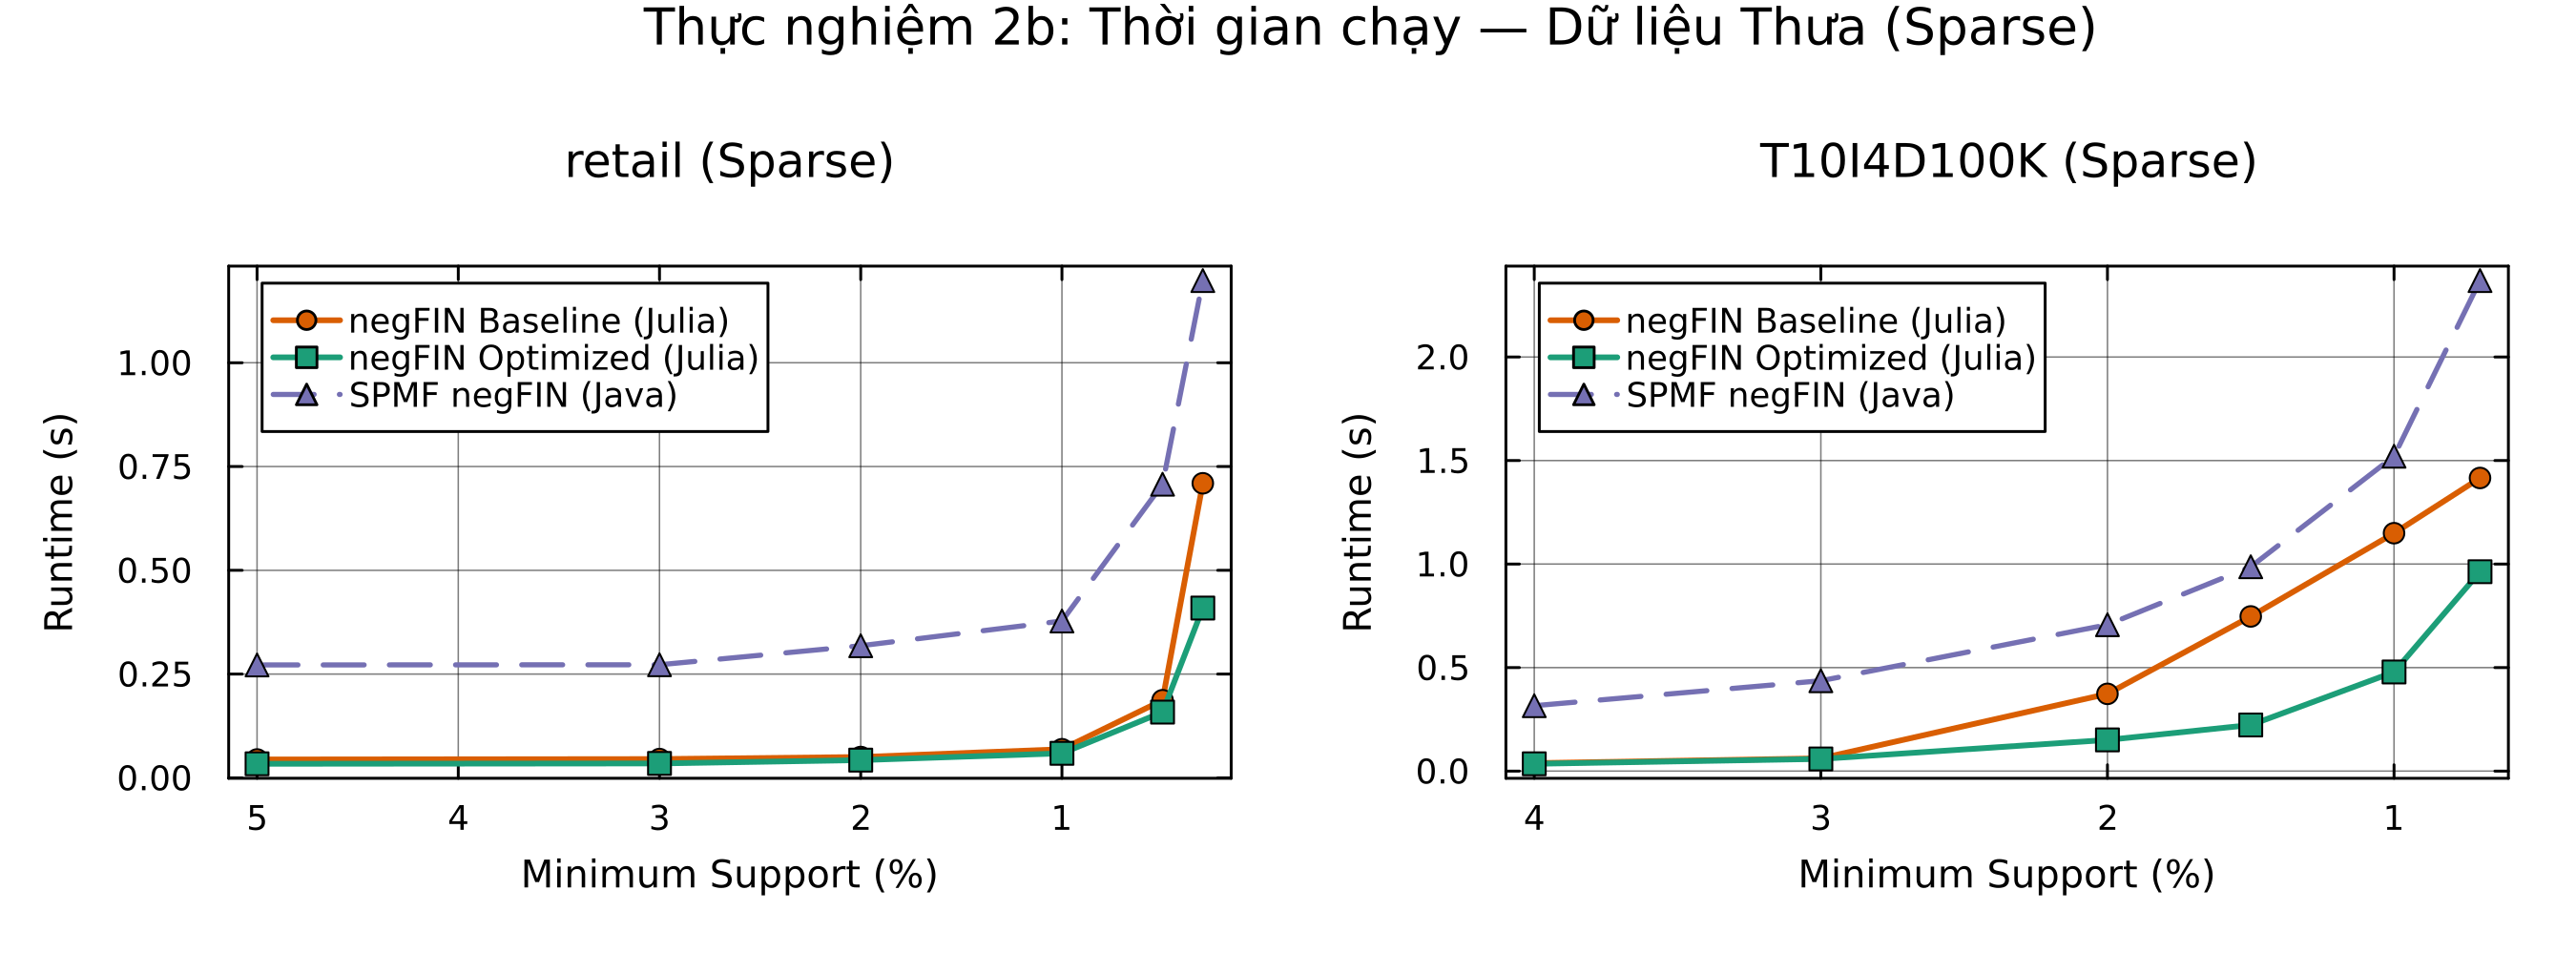 Thực nghiệm 2b: Thời gian chạy — Dữ liệu Thưa (Sparse)
retail (Sparse)
negFIN Baseline (Julia)
negFIN Optimized (Julia)
SPMF negFIN (Java)
Runtime (s)
1.00
0.75
0.50
0.25
0.00
5 4 3 2 1
Minimum Support (%)
T10I4D100K (Sparse)
negFIN Baseline (Julia)
negFIN Optimized (Julia)
SPMF negFIN (Java)
Runtime (s)
2.0
1.5
1.0
0.5
0.0
4 3 2 1
Minimum Support (%)